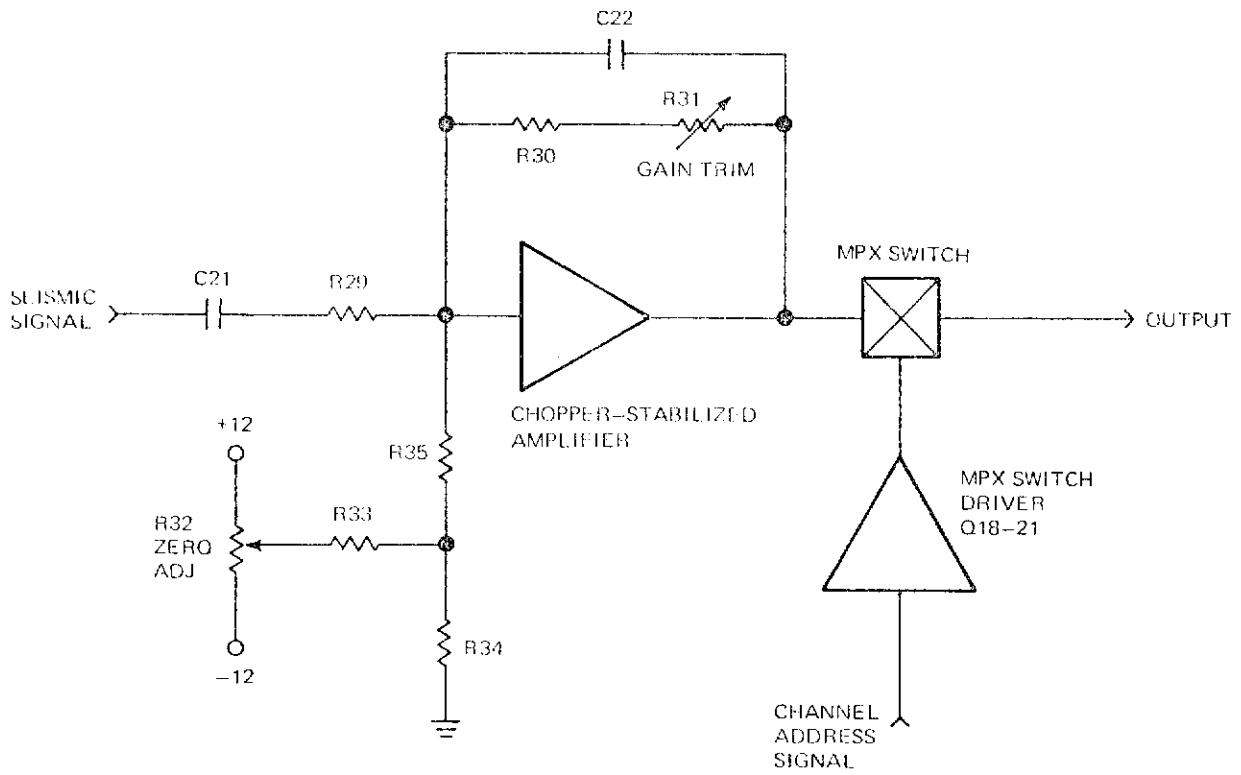 C22
R31
R30
GAIN TRIM
MPX SWITCH
C21
R29
SEISMIC
SIGNAL
OUTPUT
CHOPPER-STABILIZED
AMPLIFIER
+12
R35
MPX SWITCH
DRIVER
Q18-21
R32
ZERO
ADJ
R33
R34
-12
CHANNEL
ADDRESS
SIGNAL